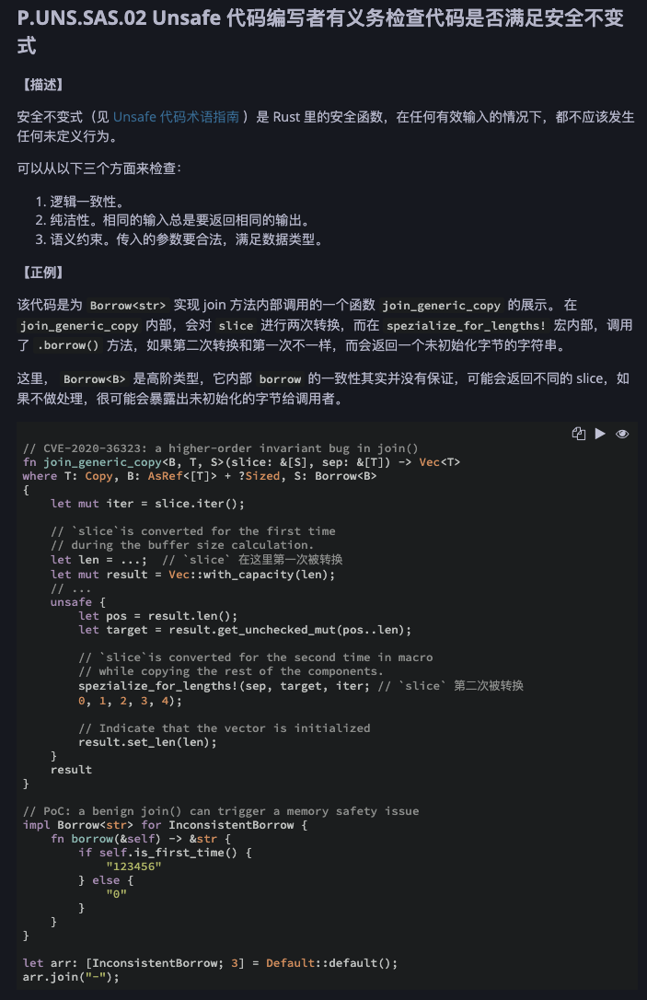 P.UNS.SAS.02 Unsafe 代码编写者有义务检查代码是否满足安全不变
式
【描述】
安全不变式（见 Unsafe 代码术语指南 ）是 Rust 里的安全函数，在任何有效输入的情况下，都不应该发生
任何未定义行为。
可以从以下三个方面来检查：
1. 逻辑一致性。
2. 纯洁性。相同的输入总是要返回相同的输出。
3. 语义约束。传入的参数要合法，满足数据类型。
【正例】
该代码是为 Borrow<str> 实现 join 方法内部调用的一个函数 join_generic_copy 的展示。 在
join_generic_copy 内部，会对 slice 进行两次转换，而在 spezialize_for_lengths! 宏内部，调用
了 .borrow() 方法，如果第二次转换和第一次不一样，而会返回一个未初始化字节的字符串。
这里， Borrow<B> 是高阶类型，它内部 borrow 的一致性其实并没有保证，可能会返回不同的 slice，如
果不做处理，很可能会暴露出未初始化的字节给调用者。
// CVE-2020-36323: a higher-order invariant bug in join()
fn join_generic_copy<B, T, S>(slice: &[S], sep: &[T]) -> Vec<T>
where T: Copy, B: AsRef<[T]> + ?Sized, S: Borrow<B>
{
    let mut iter = slice.iter();
    // `slice`is converted for the first time
    // during the buffer size calculation.
    let len = ...;  // `slice` 在这里第一次被转换
    let mut result = Vec::with_capacity(len);
    // ...
    unsafe {
        let pos = result.len();
        let target = result.get_unchecked_mut(pos..len);
        // `slice`is converted for the second time in macro
        // while copying the rest of the components.
        spezialize_for_lengths!(sep, target, iter; // `slice` 第二次被转换
        0, 1, 2, 3, 4);
        // Indicate that the vector is initialized
        result.set_len(len);
    }
    result
}
// PoC: a benign join() can trigger a memory safety issue
impl Borrow<str> for InconsistentBorrow {
    fn borrow(&self) -> &str {
        if self.is_first_time() {
            "123456"
        } else {
            "0"
        }
    }
}
let arr: [InconsistentBorrow; 3] = Default::default();
arr.join("-");